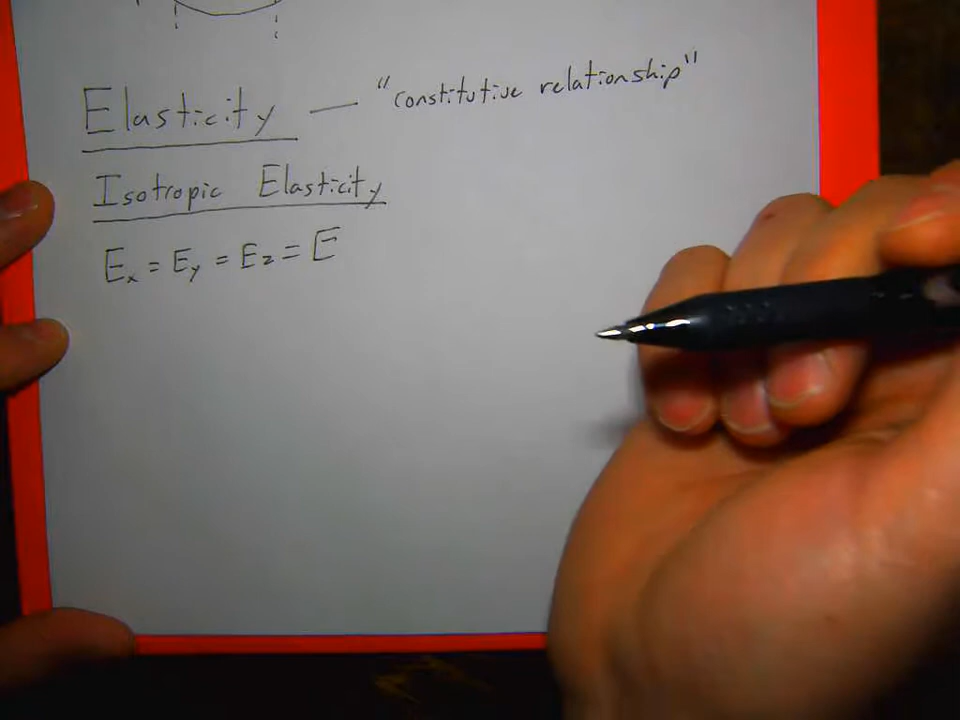 Elasticity — "constitutive relationship"
Isotropic Elasticity
Ex = Ey = Ez = E